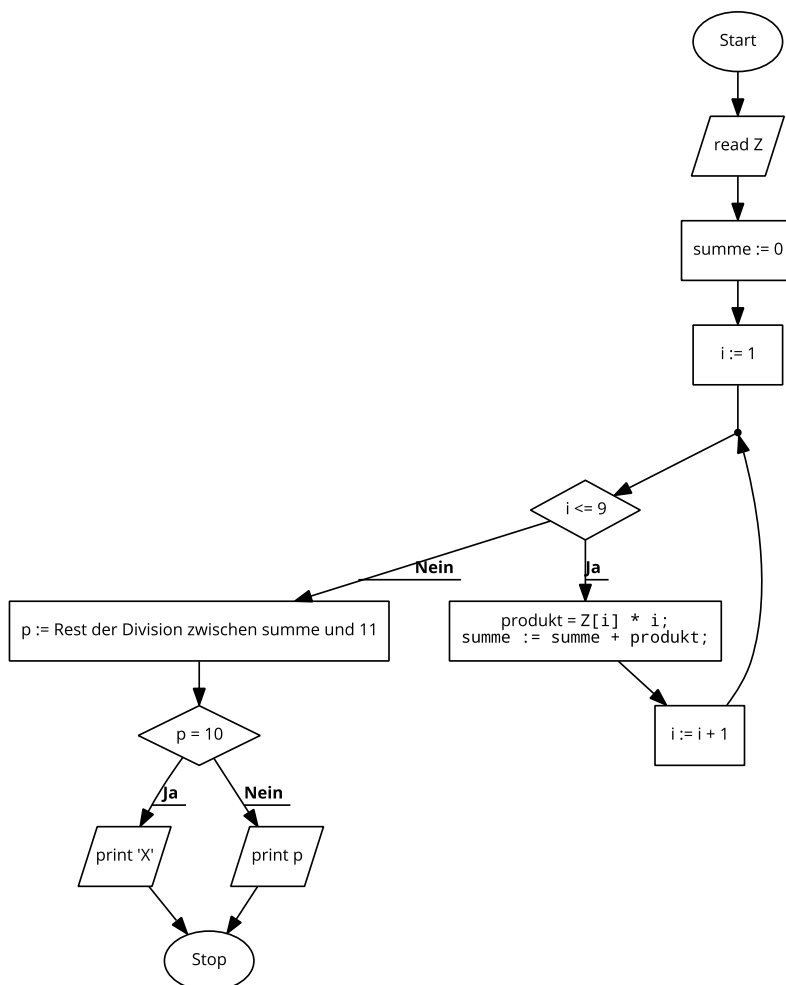 Start
read Z
summe := 0
i := 1
i <= 9
Nein
Ja
p := Rest der Division zwischen summe und 11
produkt = Z[i] * i;
summe := summe + produkt;
p = 10
i := i + 1
Ja
Nein
print 'X'
print p
Stop